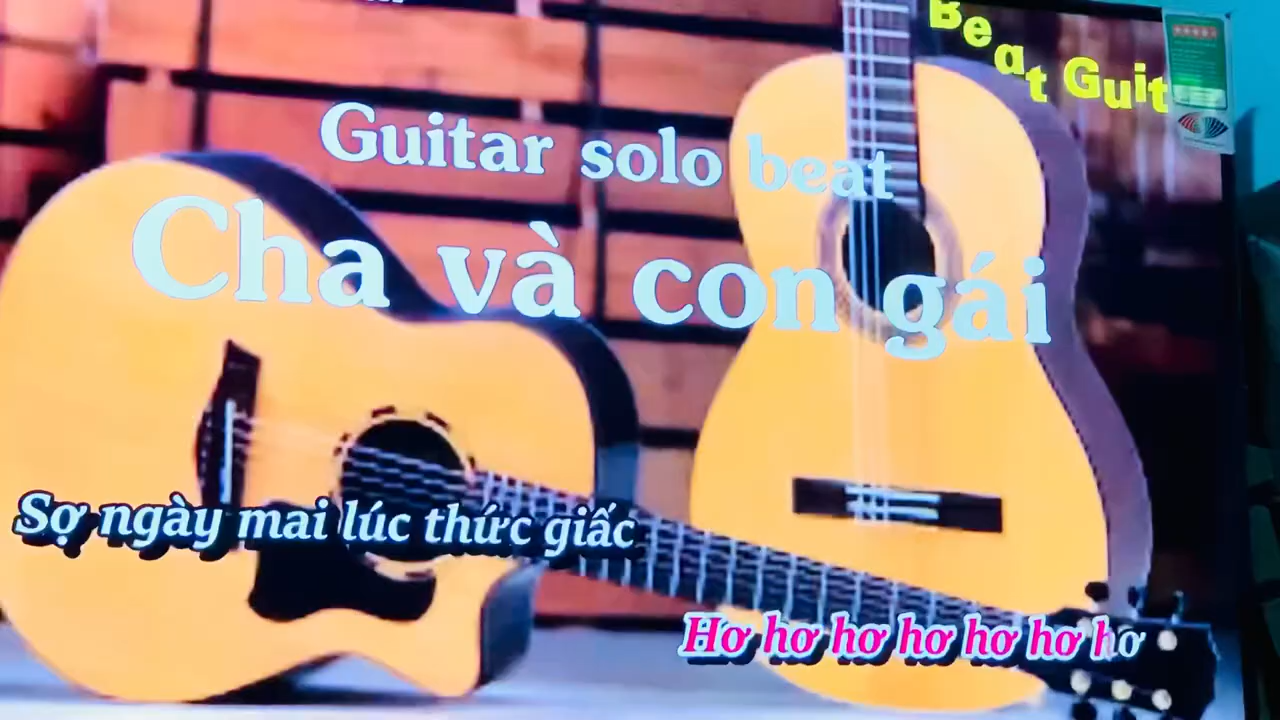 Beat Guit
Guitar solo beat
Cha và con gái
Sợ ngày mai lúc thức giấc
Hơ hơ hơ hơ hơ hơ hơ